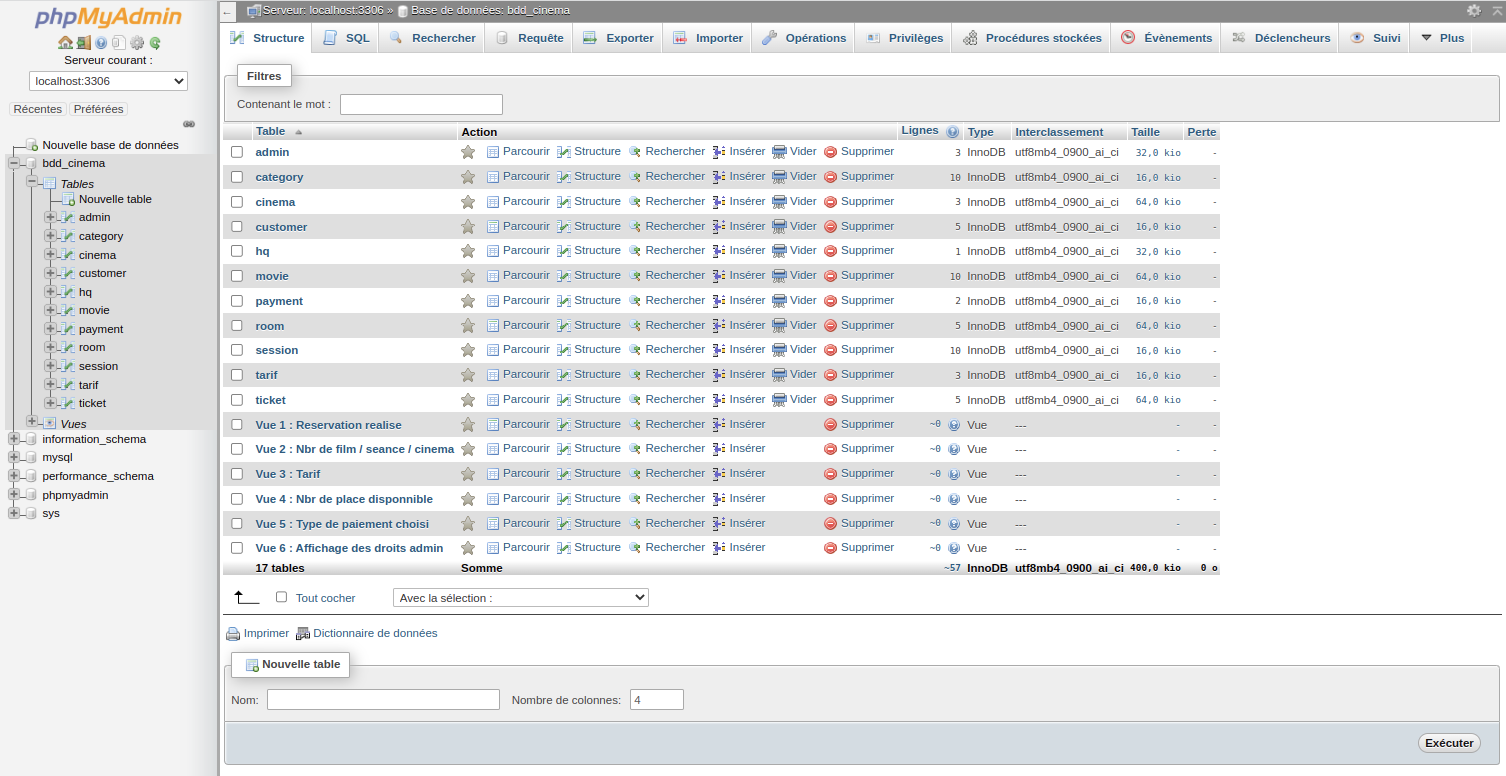 phpMyAdmin
Serveur courant :
localhost:3306
Récentes Préférées
Nouvelle base de données
bdd_cinema
Tables
Nouvelle table
admin
category
cinema
customer
hq
movie
payment
room
session
tarif
ticket
Vues
information_schema
mysql
performance_schema
phpmyadmin
sys
Serveur: localhost:3306 » Base de données: bdd_cinema
Structure SQL Rechercher Requête Exporter Importer Opérations Privilèges Procédures stockées Évènements Déclencheurs Suivi Plus
Filtres
Contenant le mot :
Table Action Lignes Type Interclassement Taille Perte
admin Parcourir Structure Rechercher Insérer Vider Supprimer 3 InnoDB utf8mb4_0900_ai_ci 32,0 kio -
category Parcourir Structure Rechercher Insérer Vider Supprimer 10 InnoDB utf8mb4_0900_ai_ci 16,0 kio -
cinema Parcourir Structure Rechercher Insérer Vider Supprimer 3 InnoDB utf8mb4_0900_ai_ci 64,0 kio -
customer Parcourir Structure Rechercher Insérer Vider Supprimer 5 InnoDB utf8mb4_0900_ai_ci 16,0 kio -
hq Parcourir Structure Rechercher Insérer Vider Supprimer 1 InnoDB utf8mb4_0900_ai_ci 32,0 kio -
movie Parcourir Structure Rechercher Insérer Vider Supprimer 10 InnoDB utf8mb4_0900_ai_ci 64,0 kio -
payment Parcourir Structure Rechercher Insérer Vider Supprimer 2 InnoDB utf8mb4_0900_ai_ci 16,0 kio -
room Parcourir Structure Rechercher Insérer Vider Supprimer 5 InnoDB utf8mb4_0900_ai_ci 64,0 kio -
session Parcourir Structure Rechercher Insérer Vider Supprimer 10 InnoDB utf8mb4_0900_ai_ci 16,0 kio -
tarif Parcourir Structure Rechercher Insérer Vider Supprimer 3 InnoDB utf8mb4_0900_ai_ci 16,0 kio -
ticket Parcourir Structure Rechercher Insérer Vider Supprimer 5 InnoDB utf8mb4_0900_ai_ci 64,0 kio -
Vue 1 : Reservation realise Parcourir Structure Rechercher Insérer Supprimer ~0 Vue --- - -
Vue 2 : Nbr de film / seance / cinema Parcourir Structure Rechercher Insérer Supprimer ~0 Vue --- - -
Vue 3 : Tarif Parcourir Structure Rechercher Insérer Supprimer ~0 Vue --- - -
Vue 4 : Nbr de place disponnible Parcourir Structure Rechercher Insérer Supprimer ~0 Vue --- - -
Vue 5 : Type de paiement choisi Parcourir Structure Rechercher Insérer Supprimer ~0 Vue --- - -
Vue 6 : Affichage des droits admin Parcourir Structure Rechercher Insérer Supprimer ~0 Vue --- - -
17 tables Somme ~57 InnoDB utf8mb4_0900_ai_ci 400,0 kio 0 o
Tout cocher Avec la sélection :
Imprimer Dictionnaire de données
Nouvelle table
Nom: Nombre de colonnes: 4
Exécuter